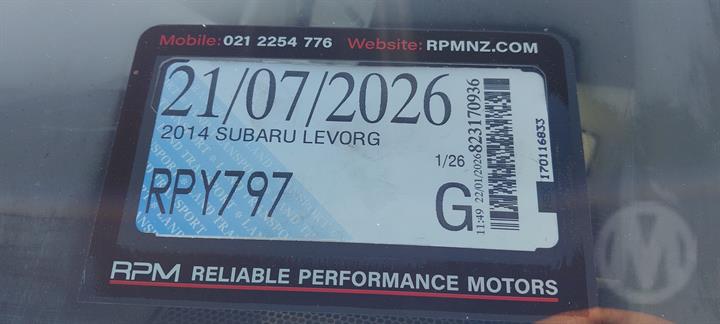 Mobile: 021 2254 776 Website: RPMNZ.COM
21/07/2026
2014 SUBARU LEVORG
1/26
RPY797
G
11:49 22/01/2026
823170936
170116833
RPM RELIABLE PERFORMANCE MOTORS
M